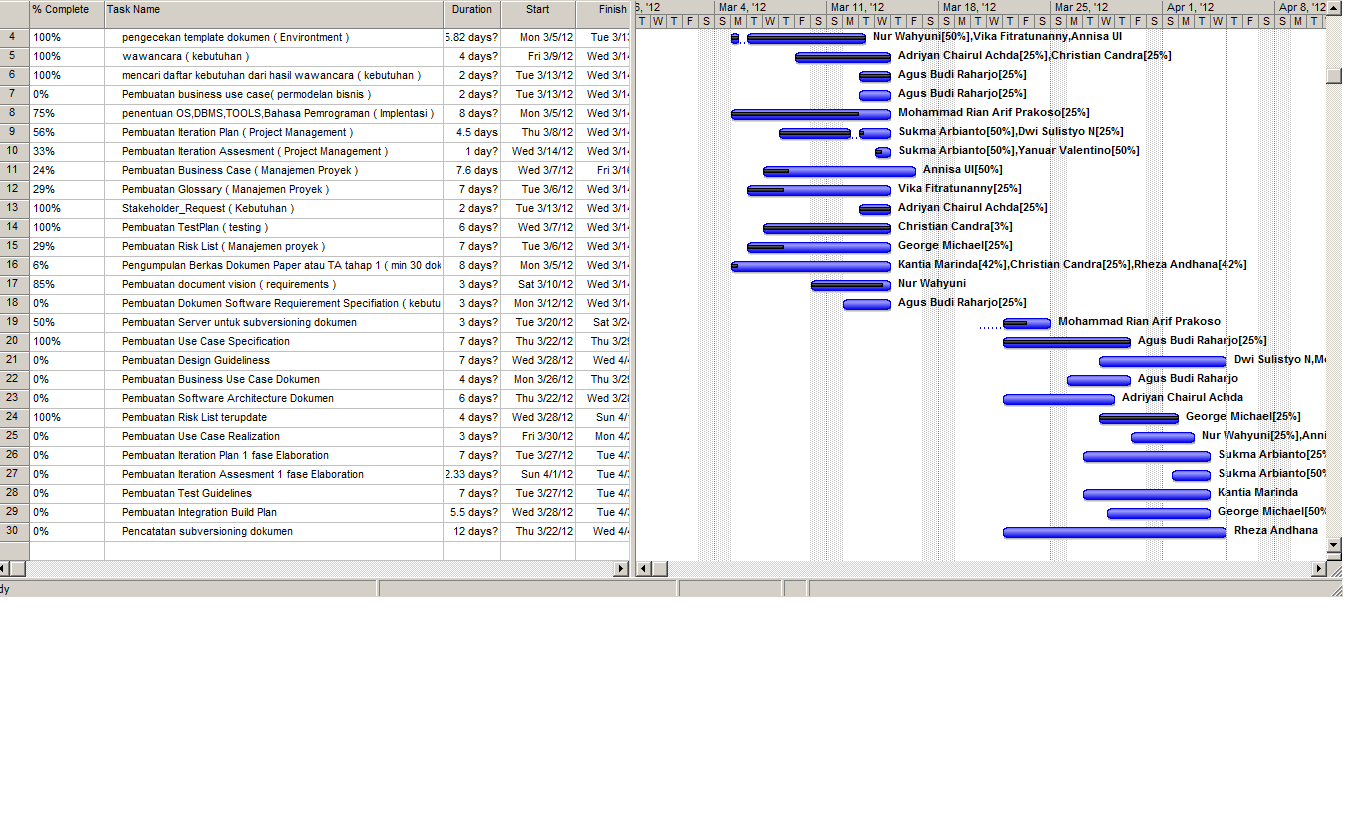 % Complete Task Name Duration Start Finish 6, '12 Mar 4, '12 Mar 11, '12 Mar 18, '12 Mar 25, '12 Apr 1, '12 Apr 8, '12
T W T F S S M T W T F S S M T W T F S S M T W T F S S M T W T F S S M T W T F S S M T
4 100% pengecekan template dokumen ( Environtment ) 5.82 days? Mon 3/5/12 Tue 3/13 Nur Wahyuni[50%],Vika Fitratunanny,Annisa Ul
5 100% wawancara ( kebutuhan ) 4 days? Fri 3/9/12 Wed 3/14 Adriyan Chairul Achda[25%],Christian Candra[25%]
6 100% mencari daftar kebutuhan dari hasil wawancara ( kebutuhan ) 2 days? Tue 3/13/12 Wed 3/14 Agus Budi Raharjo[25%]
7 0% Pembuatan business use case( permodelan bisnis ) 2 days? Tue 3/13/12 Wed 3/14 Agus Budi Raharjo[25%]
8 75% penentuan OS,DBMS,TOOLS,Bahasa Pemrograman ( Implentasi ) 8 days? Mon 3/5/12 Wed 3/14 Mohammad Rian Arif Prakoso[25%]
9 56% Pembuatan Iteration Plan ( Project Management ) 4.5 days Thu 3/8/12 Wed 3/14 Sukma Arbianto[50%],Dwi Sulistyo N[25%]
10 33% Pembuatan Iteration Assesment ( Project Management ) 1 day? Wed 3/14/12 Wed 3/14 Sukma Arbianto[50%],Yanuar Valentino[50%]
11 24% Pembuatan Business Case ( Manajemen Proyek ) 7.6 days Wed 3/7/12 Fri 3/16 Annisa Ul[50%]
12 29% Pembuatan Glossary ( Manajemen Proyek ) 7 days? Tue 3/6/12 Wed 3/14 Vika Fitratunanny[25%]
13 100% Stakeholder_Request ( Kebutuhan ) 2 days? Tue 3/13/12 Wed 3/14 Adriyan Chairul Achda[25%]
14 100% Pembuatan TestPlan ( testing ) 6 days? Wed 3/7/12 Wed 3/14 Christian Candra[3%]
15 29% Pembuatan Risk List ( Manajemen proyek ) 7 days? Tue 3/6/12 Wed 3/14 George Michael[25%]
16 6% Pengumpulan Berkas Dokumen Paper atau TA tahap 1 ( min 30 dok 8 days? Mon 3/5/12 Wed 3/14 Kantia Marinda[42%],Christian Candra[25%],Rheza Andhana[42%]
17 85% Pembuatan document vision ( requirements ) 3 days? Sat 3/10/12 Wed 3/14 Nur Wahyuni
18 0% Pembuatan Dokumen Software Requierement Specifiation ( kebutu 3 days? Mon 3/12/12 Wed 3/14 Agus Budi Raharjo[25%]
19 50% Pembuatan Server untuk subversioning dokumen 3 days? Tue 3/20/12 Sat 3/24 Mohammad Rian Arif Prakoso
20 100% Pembuatan Use Case Specification 7 days? Thu 3/22/12 Thu 3/29 Agus Budi Raharjo[25%]
21 0% Pembuatan Design Guideliness 7 days? Wed 3/28/12 Wed 4/4 Dwi Sulistyo N,Mo
22 0% Pembuatan Business Use Case Dokumen 4 days? Mon 3/26/12 Thu 3/29 Agus Budi Raharjo
23 0% Pembuatan Software Architecture Dokumen 6 days? Thu 3/22/12 Wed 3/28 Adriyan Chairul Achda
24 100% Pembuatan Risk List terupdate 4 days? Wed 3/28/12 Sun 4/1 George Michael[25%]
25 0% Pembuatan Use Case Realization 3 days? Fri 3/30/12 Mon 4/2 Nur Wahyuni[25%],Anni
26 0% Pembuatan Iteration Plan 1 fase Elaboration 7 days? Tue 3/27/12 Tue 4/3 Sukma Arbianto[25%
27 0% Pembuatan Iteration Assesment 1 fase Elaboration 2.33 days? Sun 4/1/12 Tue 4/3 Sukma Arbianto[50%
28 0% Pembuatan Test Guidelines 7 days? Tue 3/27/12 Tue 4/3 Kantia Marinda
29 0% Pembuatan Integration Build Plan 5.5 days? Wed 3/28/12 Tue 4/3 George Michael[50%
30 0% Pencatatan subversioning dokumen 12 days? Thu 3/22/12 Wed 4/4 Rheza Andhana
dy